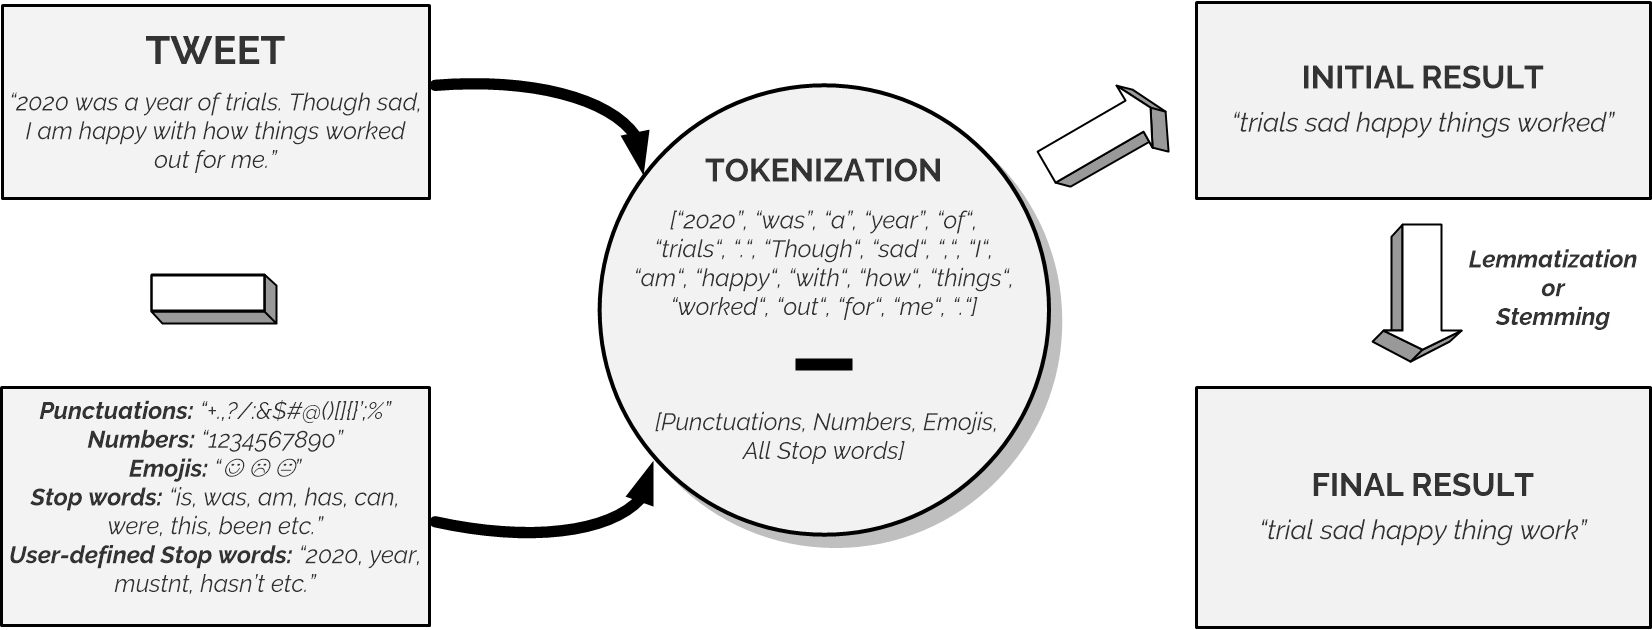 TWEET
“2020 was a year of trials. Though sad,
I am happy with how things worked
out for me.”
Punctuations: “+.,?/:&$#@()[]{}’;%”
Numbers: “1234567890”
Emojis: “☺ ☹ 😐”
Stop words: “is, was, am, has, can,
were, this, been etc.”
User-defined Stop words: “2020, year,
mustnt, hasn’t etc.”
TOKENIZATION
[“2020”, “was”, “a”, “year”, “of“,
“trials“, “.“, “Though“, “sad“, “,“, “I“,
“am“, “happy“, “with“, “how“, “things“,
“worked“, “out“, “for“, “me“, “.“]
[Punctuations, Numbers, Emojis,
All Stop words]
INITIAL RESULT
“trials sad happy things worked”
Lemmatization
or
Stemming
FINAL RESULT
“trial sad happy thing work”